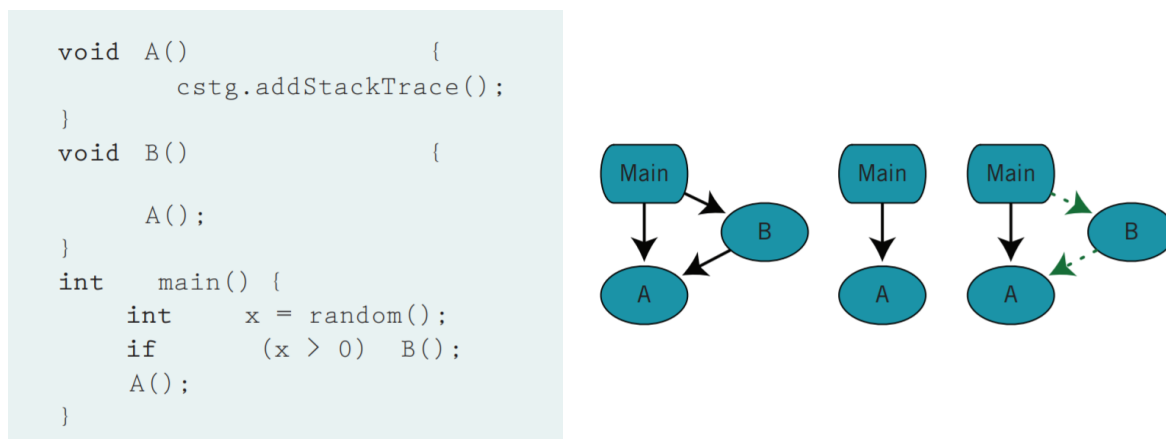 void A() {
cstg.addStackTrace();
}
void B() {
A();
}
int main() {
int x = random();
if (x > 0) B();
A();
}
Main
B
A
Main
A
Main
B
A